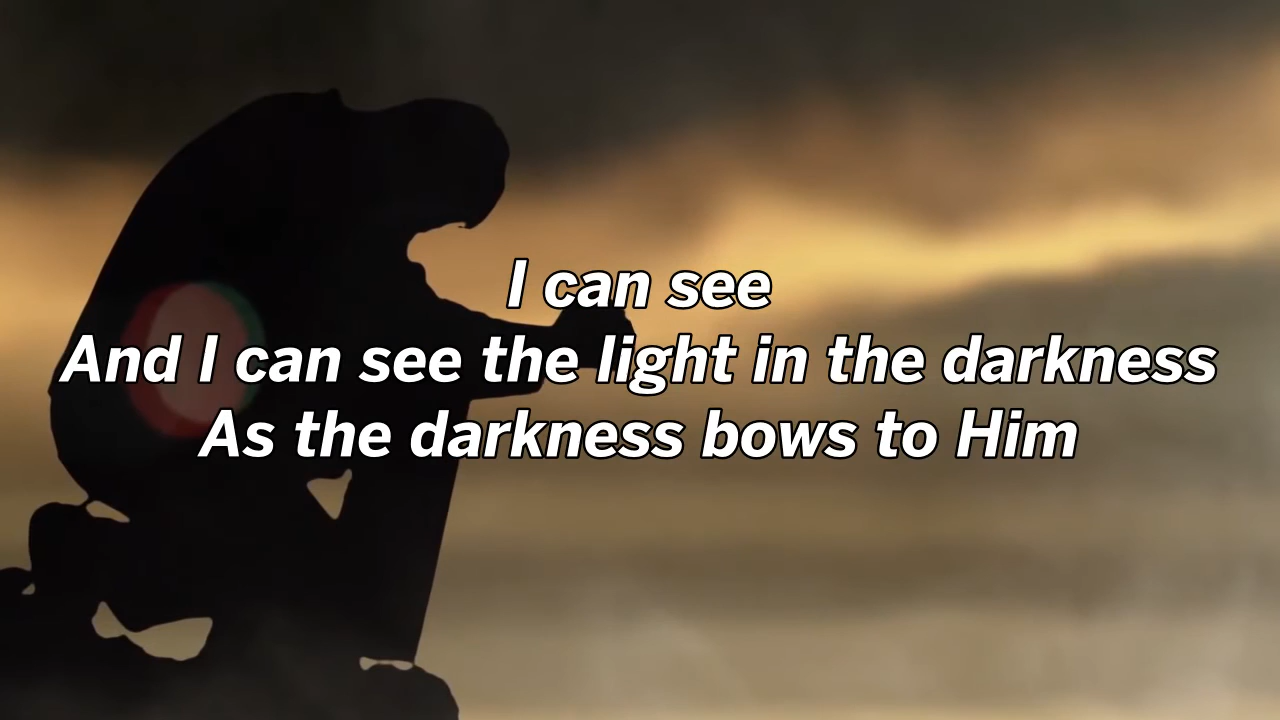 I can see
And I can see the light in the darkness
As the darkness bows to Him